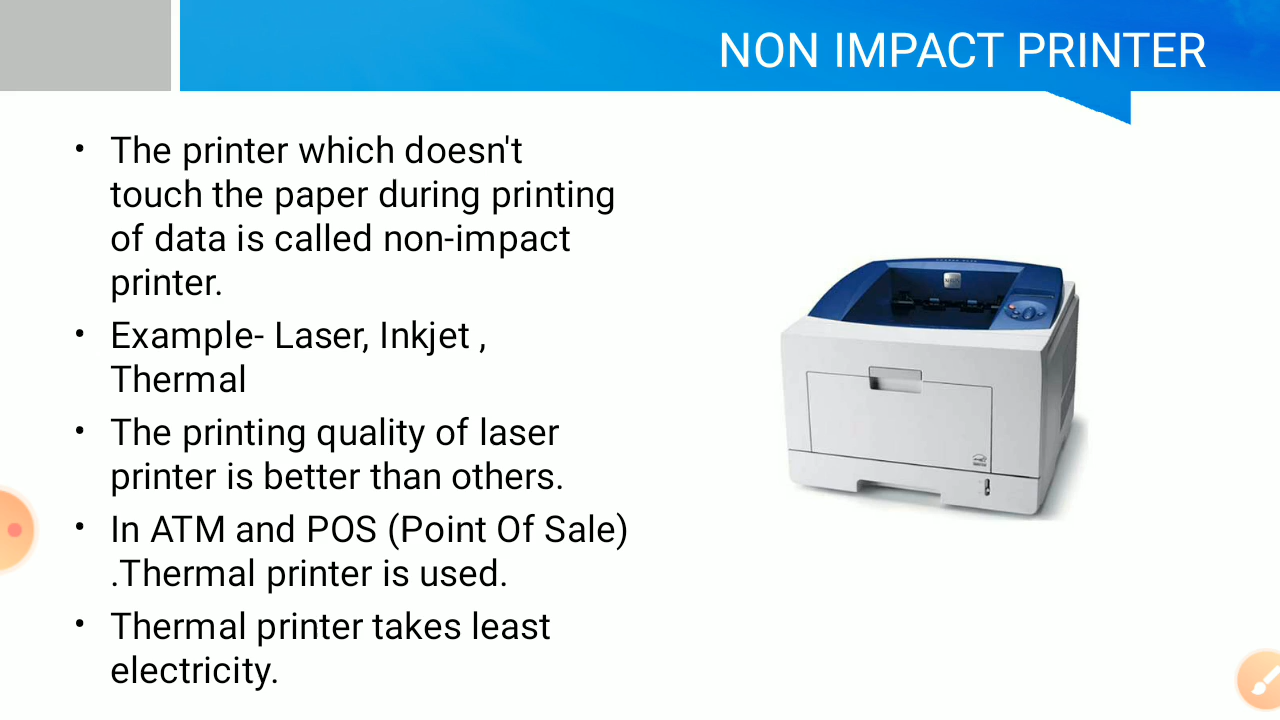 NON IMPACT PRINTER
• The printer which doesn't
touch the paper during printing
of data is called non-impact
printer.
• Example- Laser, Inkjet ,
Thermal
• The printing quality of laser
printer is better than others.
• In ATM and POS (Point Of Sale)
.Thermal printer is used.
• Thermal printer takes least
electricity.